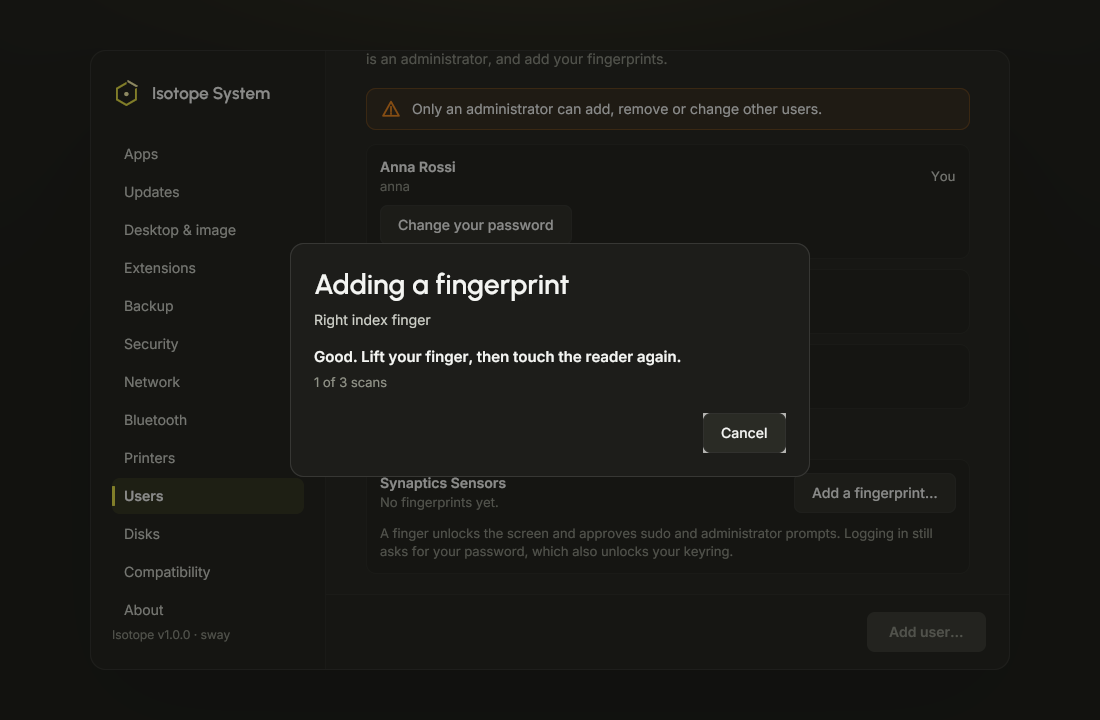 is an administrator, and add your fingerprints.
Isotope System
Only an administrator can add, remove or change other users.
Apps
Updates
Desktop & image
Extensions
Backup
Security
Network
Bluetooth
Printers
Users
Disks
Compatibility
About
Isotope v1.0.0 · sway
Anna Rossi
anna
You
Change your password
Adding a fingerprint
Right index finger
Good. Lift your finger, then touch the reader again.
1 of 3 scans
Cancel
Synaptics Sensors
No fingerprints yet.
Add a fingerprint...
A finger unlocks the screen and approves sudo and administrator prompts. Logging in still
asks for your password, which also unlocks your keyring.
Add user...